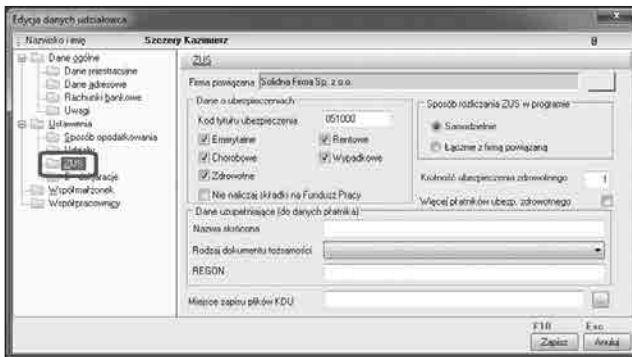 Edycja danych udziałowca
Nazwisko i imię Szczery Kazimierz
Dane ogólne
Dane rejestracyjne
Dane adresowe
Rachunki bankowe
Uwagi
Ustawienia
Sposób opodatkowania
Udziały
ZUS
Współmałżonek
Współpracownicy
ZUS
Firma powiązana Solidna Firma Sp. z o.o.
Dane o ubezpieczeniach
Kod tytułu ubezpieczenia 051000
Emerytalne Rentowe
Chorobowe Wypadkowe
Zdrowotne
Nie naliczaj składki na Fundusz Pracy
Sposób rozliczania ZUS w programie
Samodzielnie
Łącznie z firmą powiązaną
Krotność ubezpieczenia zdrowotnego 1
Więcej płatników ubezp. zdrowotnego
Dane uzupełniające (do danych płatnika)
Nazwa skrócona
Rodzaj dokumentu tożsamości
REGON
Miejsce zapisu plików KDU
F10 Esc
Zapisz Anuluj